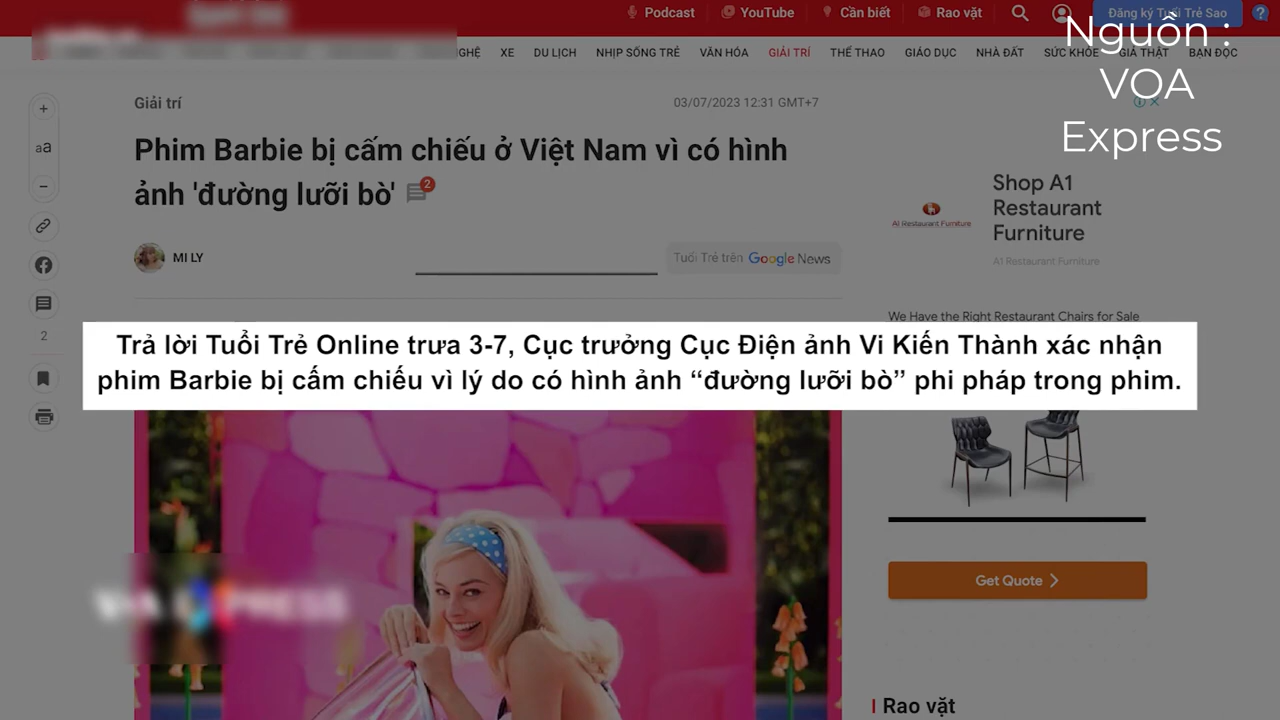 Podcast
YouTube
Cần biết
Rao vặt
Đăng ký Tuổi Trẻ Sao
?
Nguồn :
VOA
Express
XE
DU LỊCH
NHỊP SỐNG TRẺ
VĂN HÓA
GIẢI TRÍ
THỂ THAO
GIÁO DỤC
NHÀ ĐẤT
SỨC KHỎE
GIẢ THẬT
BẠN ĐỌC
+
aA
−
Giải trí
03/07/2023 12:31 GMT+7
Phim Barbie bị cấm chiếu ở Việt Nam vì có hình
ảnh 'đường lưỡi bò'
2
MI LY
Tuổi Trẻ trên Google News
Shop A1
Restaurant
Furniture
A1 Restaurant Furniture
A1 Restaurant Furniture
We Have the Right Restaurant Chairs for Sale
2
Trả lời Tuổi Trẻ Online trưa 3-7, Cục trưởng Cục Điện ảnh Vi Kiến Thành xác nhận
phim Barbie bị cấm chiếu vì lý do có hình ảnh “đường lưỡi bò” phi pháp trong phim.
Get Quote
Rao vặt